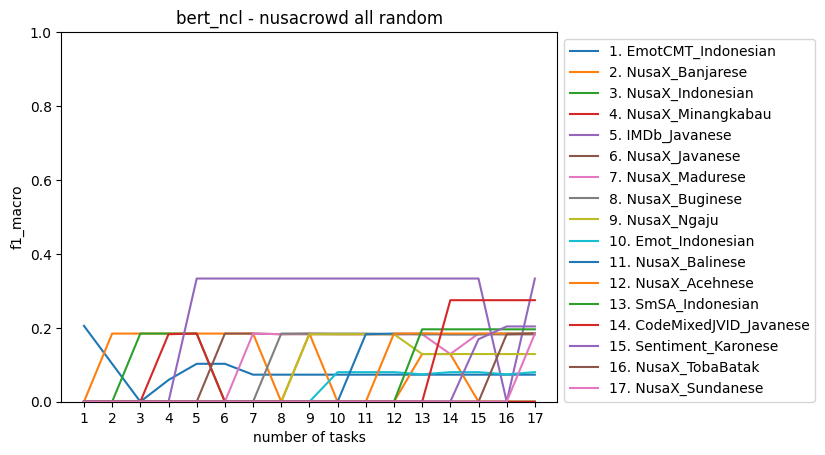 bert_ncl - nusacrowd all random
1.0
0.8
0.6
0.4
0.2
0.0
f1_macro
1 2 3 4 5 6 7 8 9 10 11 12 13 14 15 16 17
number of tasks
1. EmotCMT_Indonesian
2. NusaX_Banjarese
3. NusaX_Indonesian
4. NusaX_Minangkabau
5. IMDb_Javanese
6. NusaX_Javanese
7. NusaX_Madurese
8. NusaX_Buginese
9. NusaX_Ngaju
10. Emot_Indonesian
11. NusaX_Balinese
12. NusaX_Acehnese
13. SmSA_Indonesian
14. CodeMixedJVID_Javanese
15. Sentiment_Karonese
16. NusaX_TobaBatak
17. NusaX_Sundanese